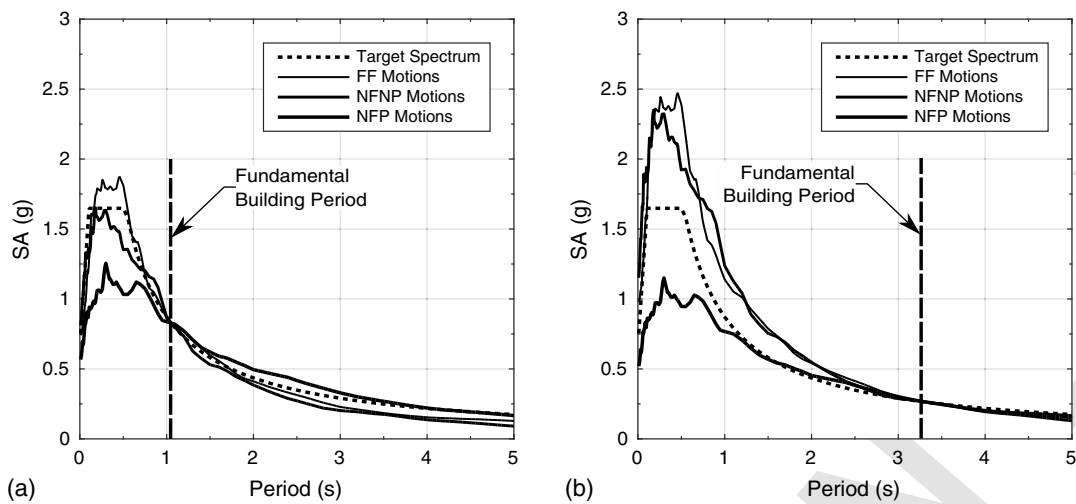 3
2.5
2
1.5
1
0.5
0
SA (g)
Target Spectrum
FF Motions
NFNP Motions
NFP Motions
Fundamental
Building Period
0 1 2 3 4 5
Period (s)
(a)
3
2.5
2
1.5
1
0.5
0
SA (g)
Target Spectrum
FF Motions
NFNP Motions
NFP Motions
Fundamental
Building Period
0 1 2 3 4 5
Period (s)
(b)